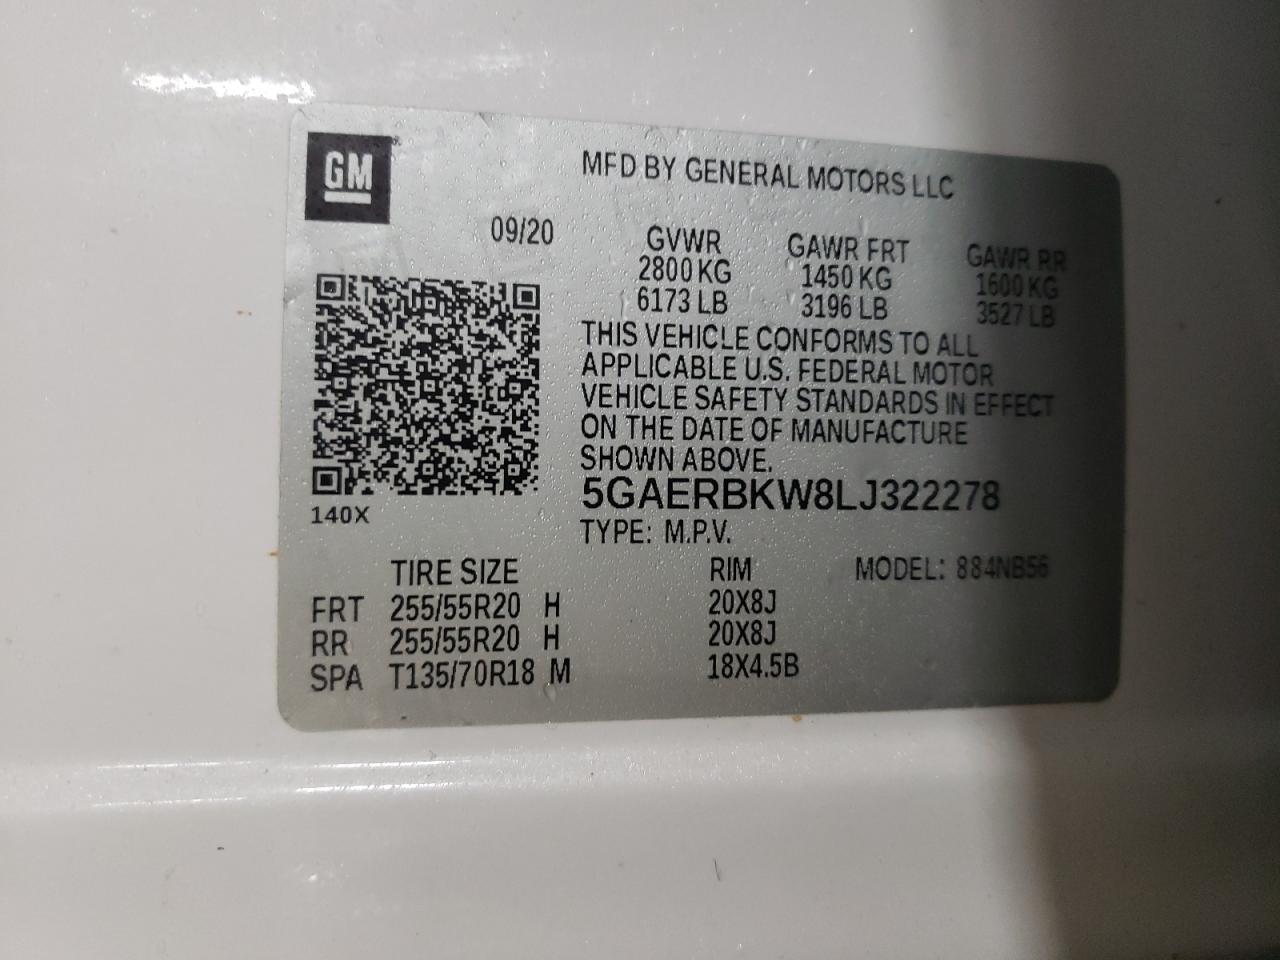 GM
MFD BY GENERAL MOTORS LLC
09/20
GVWR GAWR FRT GAWR RR
2800 KG 1450 KG 1600 KG
6173 LB 3196 LB 3527 LB
THIS VEHICLE CONFORMS TO ALL
APPLICABLE U.S. FEDERAL MOTOR
VEHICLE SAFETY STANDARDS IN EFFECT
ON THE DATE OF MANUFACTURE
SHOWN ABOVE.
5GAERBKW8LJ322278
140X
TYPE: M.P.V.
TIRE SIZE RIM MODEL: 884NB56
FRT 255/55R20 H 20X8J
RR 255/55R20 H 20X8J
SPA T135/70R18 M 18X4.5B